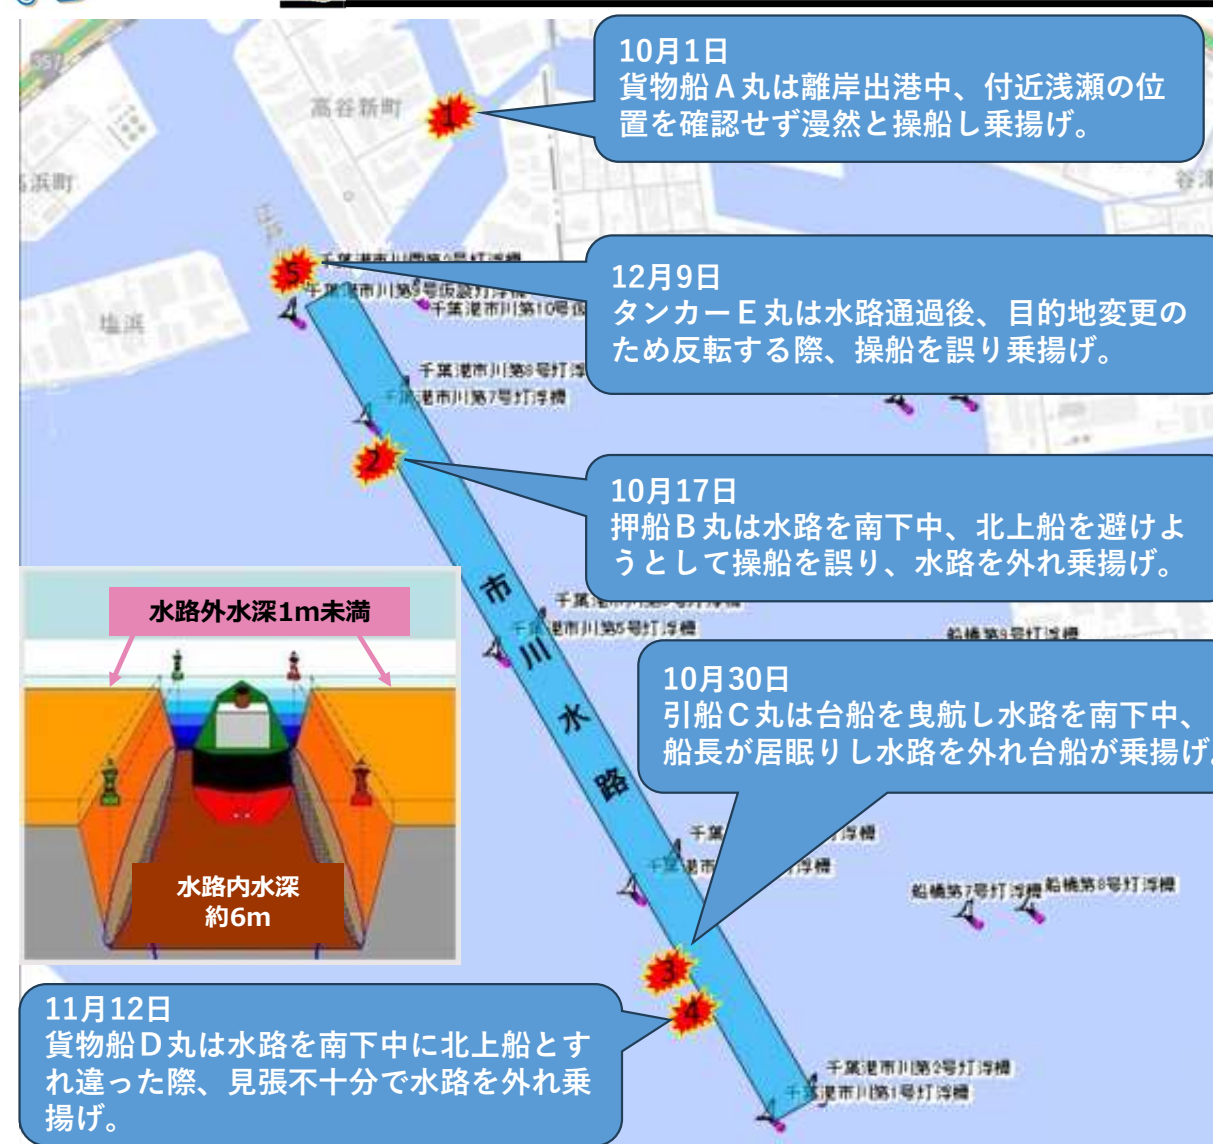 10月1日
貨物船A丸は離岸出港中、付近浅瀬の位
置を確認せず漫然と操船し乗揚げ。
357
高谷新町
1
高浜町
12月9日
タンカーE丸は水路通過後、目的地変更の
ため反転する際、操船を誤り乗揚げ。
5
塩浜
千葉港市川第8号灯浮
千葉港市川第7号灯浮標
2
10月17日
押船B丸は水路を南下中、北上船を避けよ
うとして操船を誤り、水路を外れ乗揚げ。
市川水路
市川第5号灯浮標
船橋第9号灯浮標
水路外水深1m未満
水路内水深
約6m
10月30日
引船C丸は台船を曳航し水路を南下中、
船長が居眠りし水路を外れ台船が乗揚げ。
船橋第7号灯浮標
船橋第8号灯浮標
3
4
11月12日
貨物船D丸は水路を南下中に北上船とす
れ違った際、見張不十分で水路を外れ乗
揚げ。
千葉港市川第2号灯浮標
千葉港市川第1号灯浮標